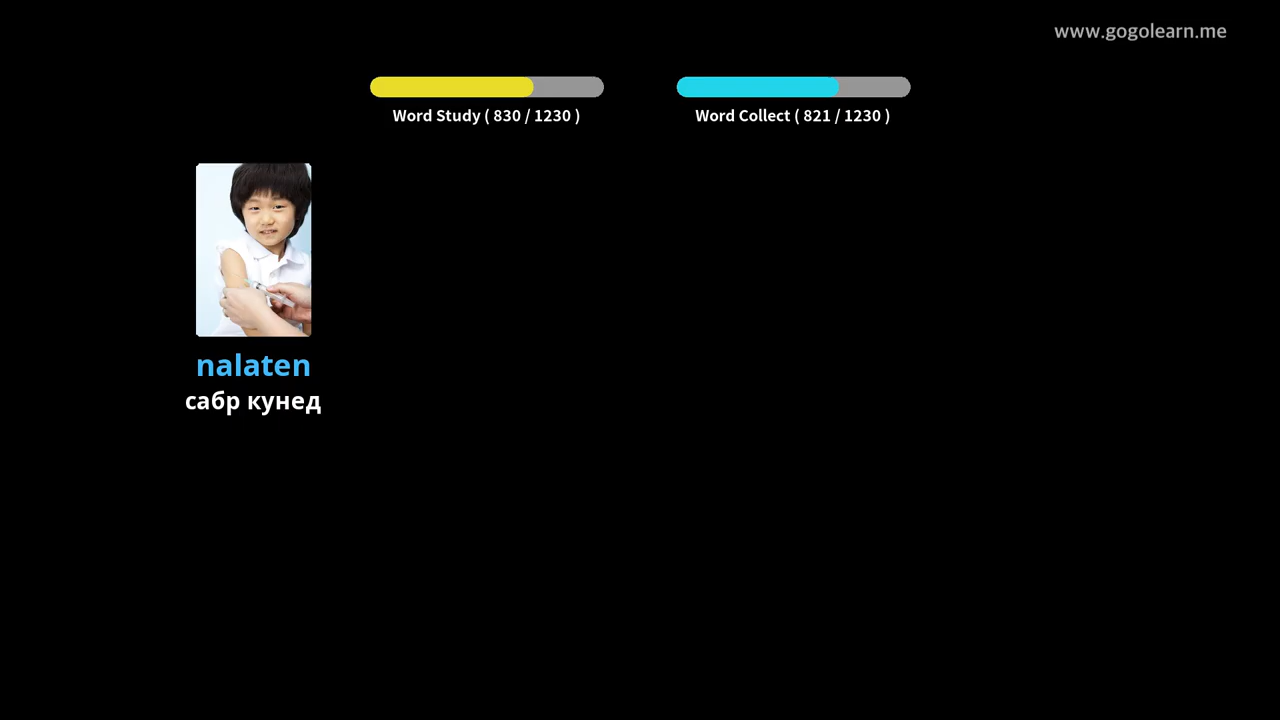 www.gogolearn.me
Word Study ( 830 / 1230 )
Word Collect ( 821 / 1230 )
nalaten
сабр кунед